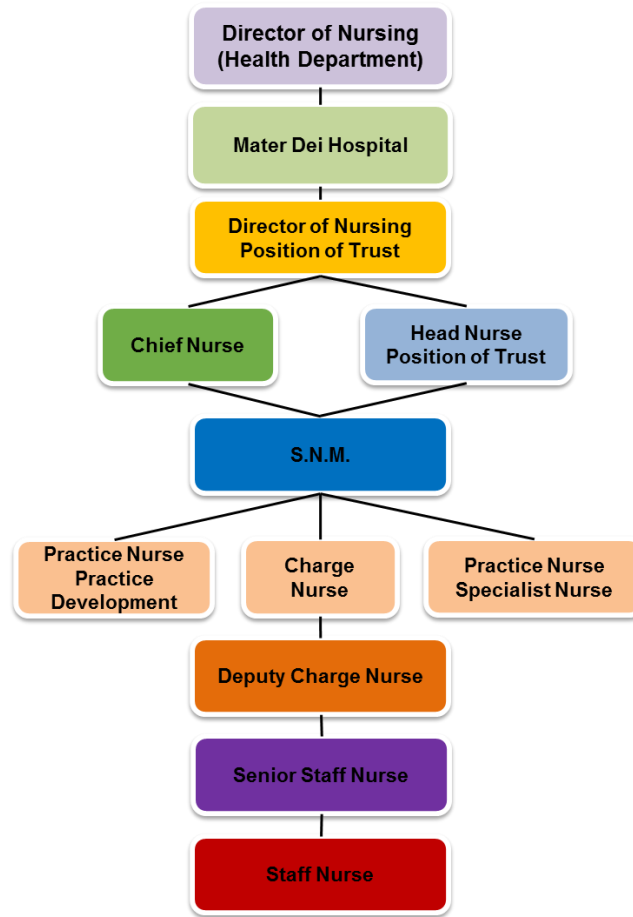 Director of Nursing
(Health Department)
Mater Dei Hospital
Director of Nursing
Position of Trust
Chief Nurse
Head Nurse
Position of Trust
S.N.M.
Practice Nurse
Practice
Development
Charge
Nurse
Practice Nurse
Specialist Nurse
Deputy Charge Nurse
Senior Staff Nurse
Staff Nurse